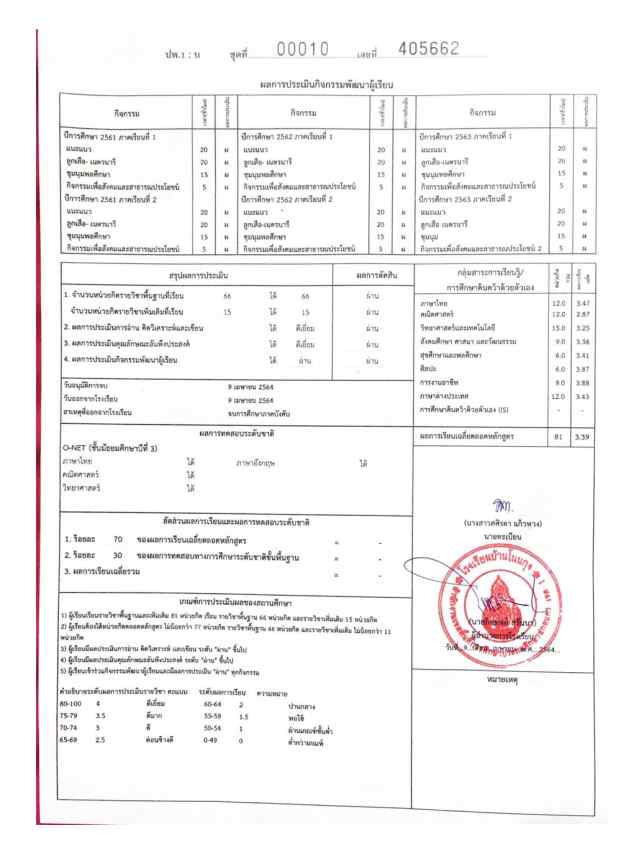 ปพ.1 : บ ชุดที่ 00010 เลขที่ 405662
ผลการประเมินกิจกรรมพัฒนาผู้เรียน
กิจกรรม เวลา(ชั่วโมง) ผลการประเมิน กิจกรรม เวลา(ชั่วโมง) ผลการประเมิน กิจกรรม เวลา(ชั่วโมง) ผลการประเมิน
ปีการศึกษา 2561 ภาคเรียนที่ 1 ปีการศึกษา 2562 ภาคเรียนที่ 1 ปีการศึกษา 2563 ภาคเรียนที่ 1
แนะแนว 20 ผ แนะแนว 20 ผ แนะแนว 20 ผ
ลูกเสือ- เนตรนารี 20 ผ ลูกเสือ- เนตรนารี 20 ผ ลูกเสือ-เนตรนารี 20 ผ
ชุมนุมพลศึกษา 15 ผ ชุมนุมพลศึกษา 15 ผ ชุมนุมพลศึกษา 15 ผ
กิจกรรมเพื่อสังคมและสาธารณประโยชน์ 5 ผ กิจกรรมเพื่อสังคมและสาธารณประโยชน์ 5 ผ กิจกรรมเพื่อสังคมและสาธารณประโยชน์ 5 ผ
ปีการศึกษา 2561 ภาคเรียนที่ 2 ปีการศึกษา 2562 ภาคเรียนที่ 2 ปีการศึกษา 2563 ภาคเรียนที่ 2
แนะแนว 20 ผ แนะแนว 20 ผ แนะแนว 20 ผ
ลูกเสือ- เนตรนารี 20 ผ ลูกเสือ-เนตรนารี 20 ผ ลูกเสือ เนตรนารี 20 ผ
ชุมนุมพลศึกษา 15 ผ ชุมนุมพลศึกษา 15 ผ ชุมนุม 15 ผ
กิจกรรมเพื่อสังคมและสาธารณประโยชน์ 5 ผ กิจกรรมเพื่อสังคมและสาธารณประโยชน์ 5 ผ กิจกรรมเพื่อสังคมและสาธารณประโยชน์ 2 5 ผ
สรุปผลการประเมิน ผลการตัดสิน
1. จำนวนหน่วยกิตรายวิชาพื้นฐานที่เรียน 66 ได้ 66 ผ่าน
จำนวนหน่วยกิตรายวิชาเพิ่มเติมที่เรียน 15 ได้ 15 ผ่าน
2. ผลการประเมินการอ่าน คิดวิเคราะห์และเขียน ได้ ดีเยี่ยม ผ่าน
3. ผลการประเมินคุณลักษณะอันพึงประสงค์ ได้ ดีเยี่ยม ผ่าน
4. ผลการประเมินกิจกรรมพัฒนาผู้เรียน ได้ ผ่าน ผ่าน
วันอนุมัติการจบ 9 เมษายน 2564
วันออกจากโรงเรียน 9 เมษายน 2564
สาเหตุที่ออกจากโรงเรียน จบการศึกษาภาคบังคับ
ผลการทดสอบระดับชาติ
O-NET (ชั้นมัธยมศึกษาปีที่ 3)
ภาษาไทย ได้ ภาษาอังกฤษ ได้
คณิตศาสตร์ ได้
วิทยาศาสตร์ ได้
สัดส่วนผลการเรียนและผลการทดสอบระดับชาติ
1. ร้อยละ 70 ของผลการเรียนเฉลี่ยตลอดหลักสูตร = -
2. ร้อยละ 30 ของผลการทดสอบทางการศึกษาระดับชาติขั้นพื้นฐาน = -
3. ผลการเรียนเฉลี่ยรวม = -
เกณฑ์การประเมินผลของสถานศึกษา
1) ผู้เรียนเรียนรายวิชาพื้นฐานและเพิ่มเติม 81 หน่วยกิต เรียน รายวิชาพื้นฐาน 66 หน่วยกิต และรายวิชาเพิ่มเติม 15 หน่วยกิต
2) ผู้เรียนต้องได้หน่วยกิตตลอดหลักสูตร ไม่น้อยกว่า 77 หน่วยกิต รายวิชาพื้นฐาน 66 หน่วยกิต และรายวิชาเพิ่มเติม ไม่น้อยกว่า 11
หน่วยกิต
3) ผู้เรียนมีผลประเมินการอ่าน คิดวิเคราะห์ และเขียน ระดับ "ผ่าน" ขึ้นไป
4) ผู้เรียนมีผลประเมินคุณลักษณะอันพึงประสงค์ ระดับ "ผ่าน" ขึ้นไป
5) ผู้เรียนเข้าร่วมกิจกรรมพัฒนาผู้เรียนและมีผลการประเมิน "ผ่าน" ทุกกิจกรรม
คำอธิบายระดับผลการประเมินรายวิชา คะแนน ระดับผลการเรียน ความหมาย
80-100 4 ดีเยี่ยม 60-64 2 ปานกลาง
75-79 3.5 ดีมาก 55-59 1.5 พอใช้
70-74 3 ดี 50-54 1 ผ่านเกณฑ์ขั้นต่ำ
65-69 2.5 ค่อนข้างดี 0-49 0 ต่ำกว่าเกณฑ์
กลุ่มสาระการเรียนรู้/
การศึกษาค้นคว้าด้วยตัวเอง
ภาษาไทย 12.0 3.47
คณิตศาสตร์ 12.0 2.87
วิทยาศาสตร์และเทคโนโลยี 15.0 3.25
สังคมศึกษา ศาสนา และวัฒนธรรม 9.0 3.36
สุขศึกษาและพลศึกษา 6.0 3.41
ศิลปะ 6.0 3.87
การงานอาชีพ 9.0 3.88
ภาษาต่างประเทศ 12.0 3.43
การศึกษาค้นคว้าด้วยตัวเอง (IS) - -
ผลการเรียนเฉลี่ยตลอดหลักสูตร 81 3.39
นายทะเบียน
ผู้อำนวยการโรงเรียน
หมายเหตุ